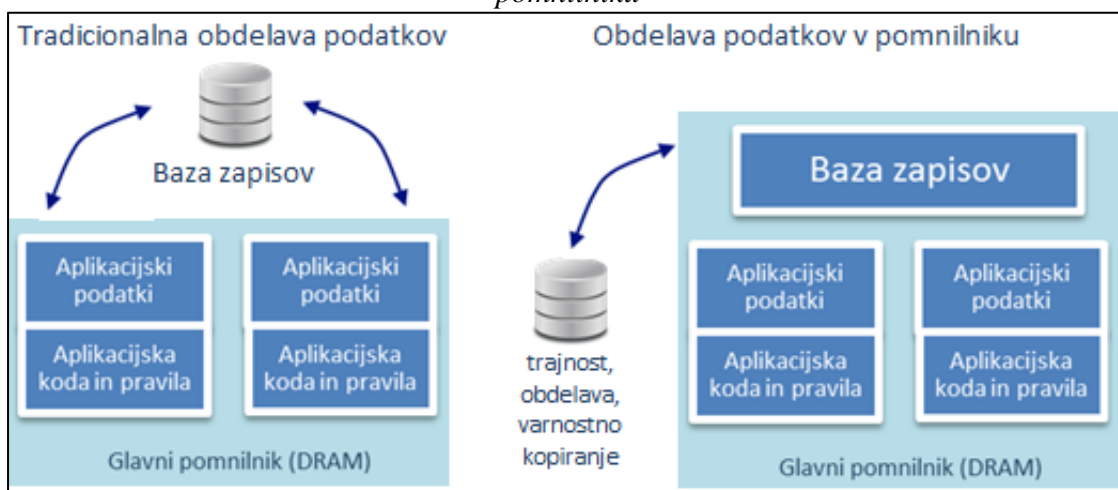 pomnilniku
Tradicionalna obdelava podatkov
Baza zapisov
Aplikacijski
podatki
Aplikacijska
koda in pravila
Aplikacijski
podatki
Aplikacijska
koda in pravila
Glavni pomnilnik (DRAM)
Obdelava podatkov v pomnilniku
Baza zapisov
trajnost,
obdelava,
varnostno
kopiranje
Aplikacijski
podatki
Aplikacijska
koda in pravila
Aplikacijski
podatki
Aplikacijska
koda in pravila
Glavni pomnilnik (DRAM)